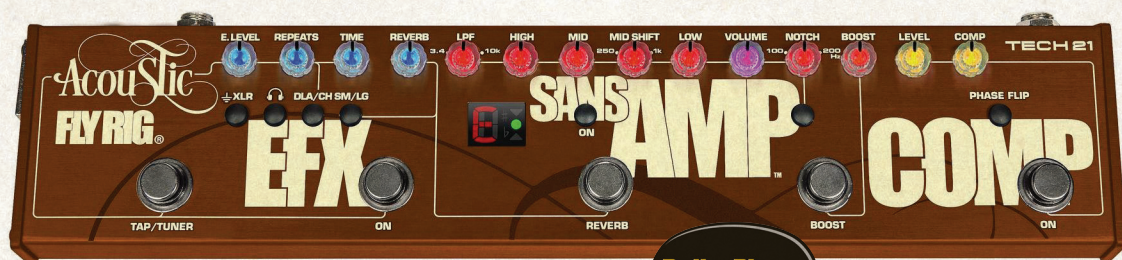 E. LEVEL REPEATS TIME REVERB LPF HIGH MID MID SHIFT LOW VOLUME NOTCH BOOST LEVEL COMP TECH 21
3.4 10k 250 1k 100 200 Hz
Acoustic
FLY RIG®
XLR DLA/CH SM/LG
EFX
E
SANSAMP™
ON
PHASE FLIP
COMP
TAP/TUNER ON REVERB BOOST ON